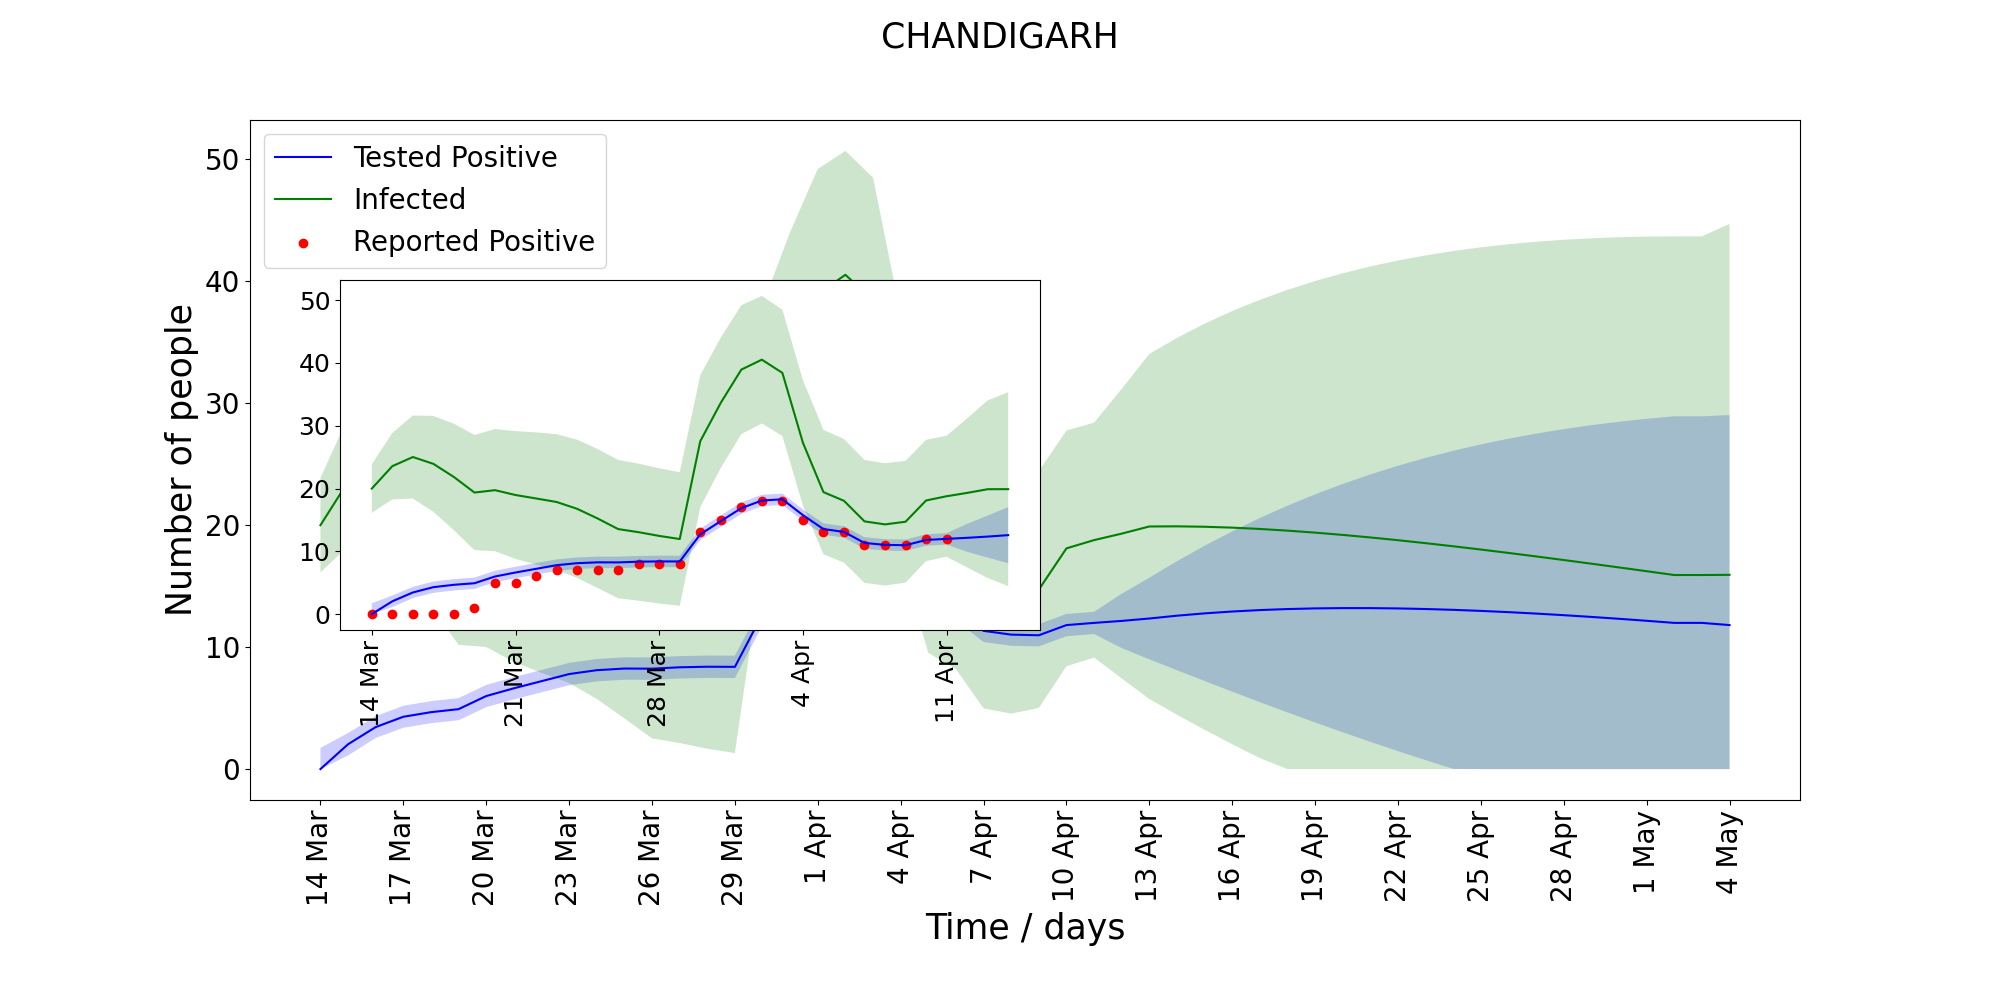 CHANDIGARH
Tested Positive
Infected
Reported Positive
Number of people
50
40
30
20
10
0
50
40
30
20
10
0
14 Mar
21 Mar
28 Mar
4 Apr
11 Apr
14 Mar
17 Mar
20 Mar
23 Mar
26 Mar
29 Mar
1 Apr
4 Apr
7 Apr
10 Apr
13 Apr
16 Apr
19 Apr
22 Apr
25 Apr
28 Apr
1 May
4 May
Time / days